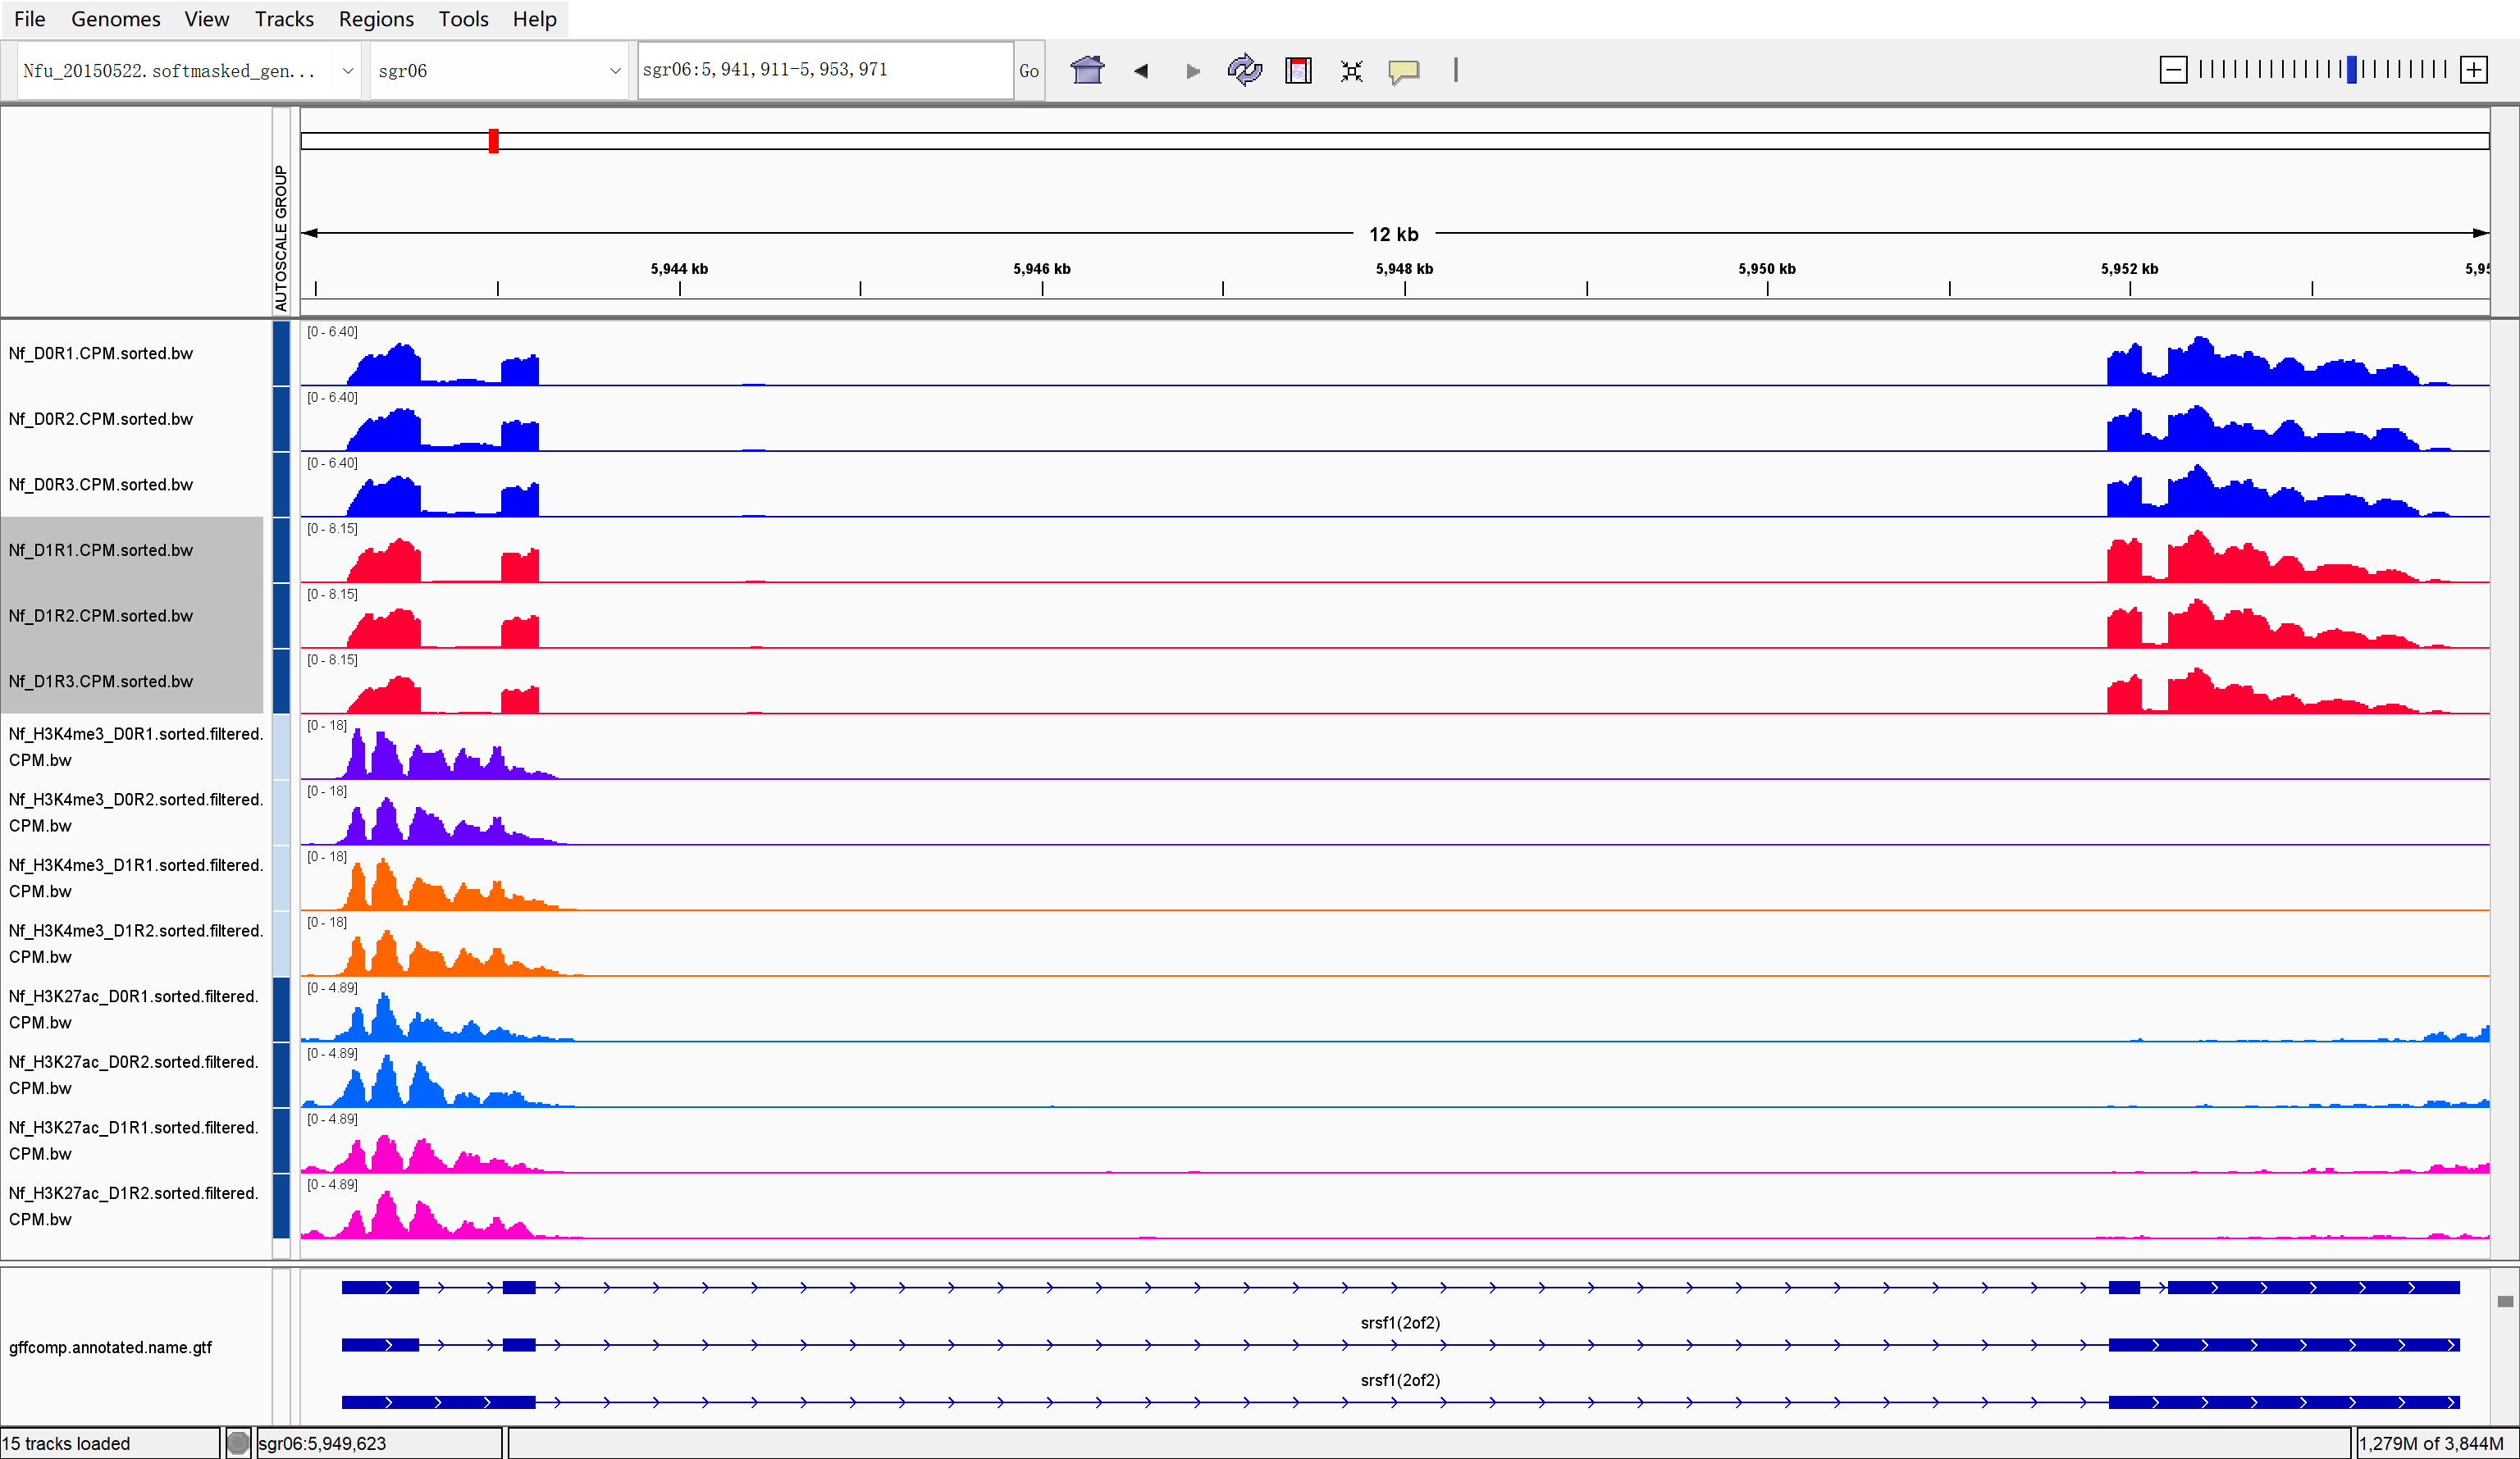 File Genomes View Tracks Regions Tools Help
Nfu_20150522.softmasked_gen... sgr06 sgr06:5,941,911-5,953,971 Go
AUTOSCALE GROUP
12 kb
5,944 kb 5,946 kb 5,948 kb 5,950 kb 5,952 kb 5,95
Nf_D0R1.CPM.sorted.bw [0 - 6.40]
Nf_D0R2.CPM.sorted.bw [0 - 6.40]
Nf_D0R3.CPM.sorted.bw [0 - 6.40]
Nf_D1R1.CPM.sorted.bw [0 - 8.15]
Nf_D1R2.CPM.sorted.bw [0 - 8.15]
Nf_D1R3.CPM.sorted.bw [0 - 8.15]
Nf_H3K4me3_D0R1.sorted.filtered. [0 - 18]
CPM.bw
Nf_H3K4me3_D0R2.sorted.filtered. [0 - 18]
CPM.bw
Nf_H3K4me3_D1R1.sorted.filtered. [0 - 18]
CPM.bw
Nf_H3K4me3_D1R2.sorted.filtered. [0 - 18]
CPM.bw
Nf_H3K27ac_D0R1.sorted.filtered. [0 - 4.89]
CPM.bw
Nf_H3K27ac_D0R2.sorted.filtered. [0 - 4.89]
CPM.bw
Nf_H3K27ac_D1R1.sorted.filtered. [0 - 4.89]
CPM.bw
Nf_H3K27ac_D1R2.sorted.filtered. [0 - 4.89]
CPM.bw
srsf1(2of2)
gffcomp.annotated.name.gtf
srsf1(2of2)
15 tracks loaded sgr06:5,949,623 1,279M of 3,844M